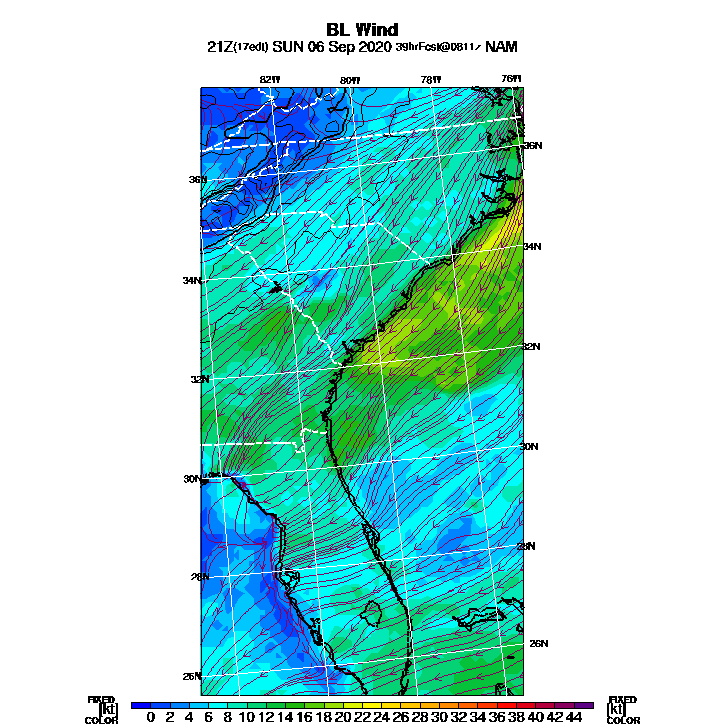 BL Wind
21Z(17edt) SUN 06 Sep 2020 39hrFcst@0811z NAM
82W 80W 78W 76W
36N 36N
34N 34N
32N 32N
30N 30N
28N 28N
26N 26N
FIXED FIXED
[kt] 0 2 4 6 8 10 12 14 16 18 20 22 24 26 28 30 32 34 36 38 40 42 44 [kt]
COLOR COLOR